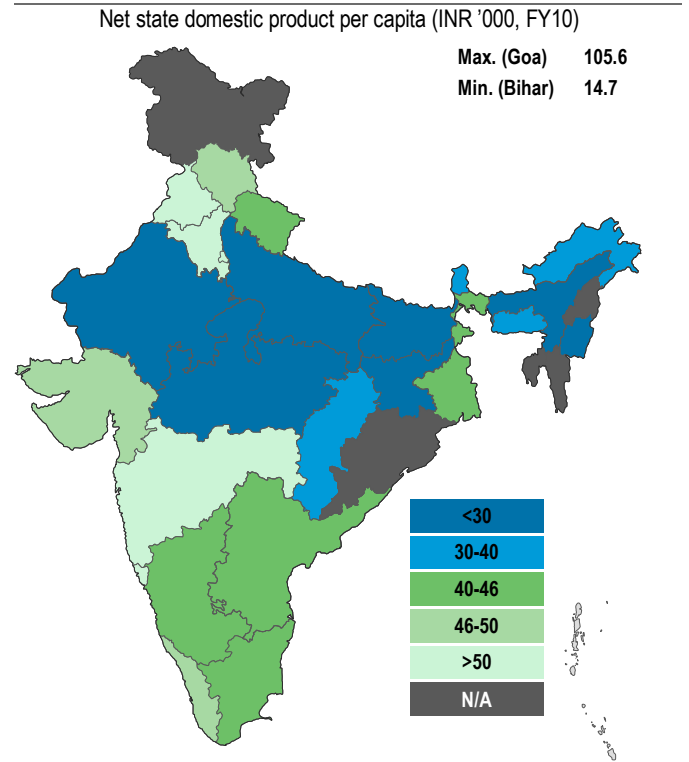 Net state domestic product per capita (INR '000, FY10)
Max. (Goa) 105.6
Min. (Bihar) 14.7
<30
30-40
40-46
46-50
>50
N/A